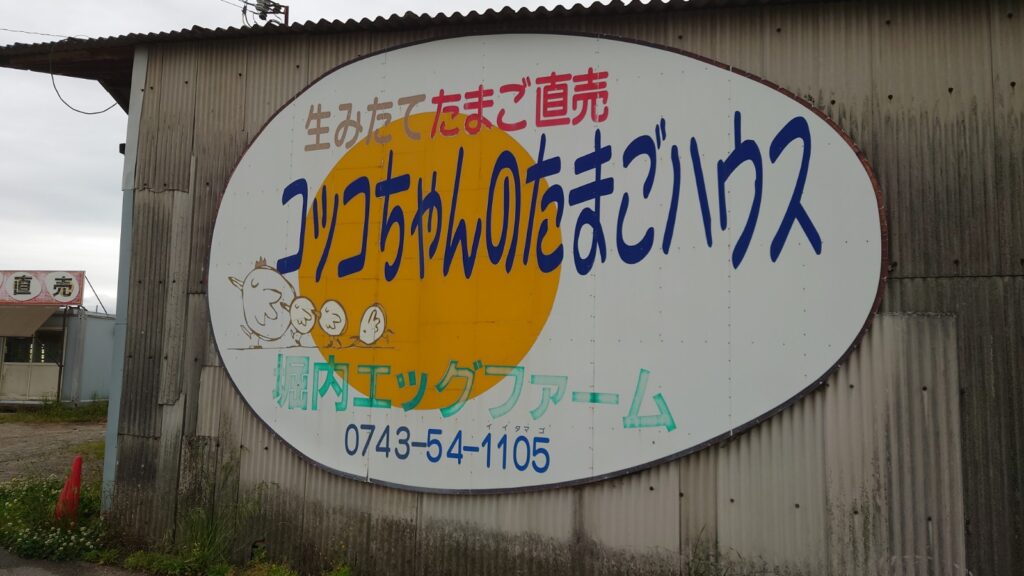 生みたてたまご直売
コッコちゃんのたまごハウス
堀内エッグファーム
イイタマゴ
0743-54-1105
直売